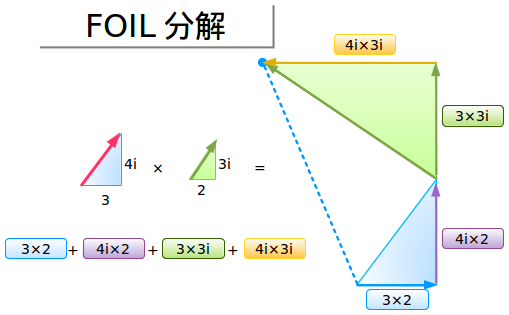 FOIL 分解
4i×3i
3×3i
4i × 3i =
3 2
4i×2
3×2 + 4i×2 + 3×3i + 4i×3i
3×2